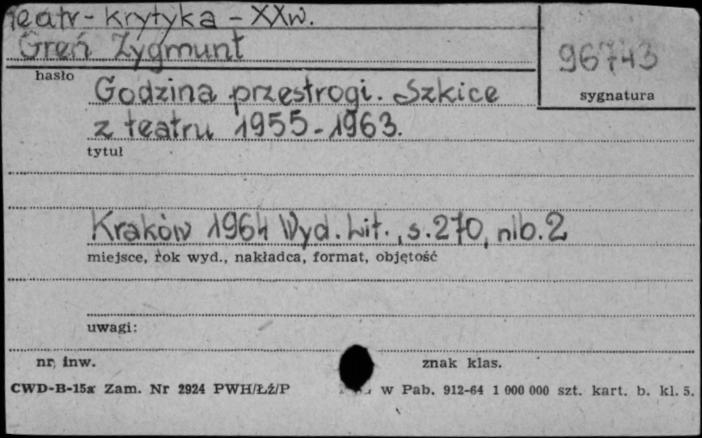 Teatr - krytyka - XXw.
Greń Zygmunt
96743
hasło
sygnatura
Godzina przestrogi. Szkice
z teatru 1955-1963.
tytuł
Kraków 1964 Wyd. Lit., s. 270, nlb. 2
miejsce, rok wyd., nakładca, format, objętość
uwagi:
nr, inw.
znak klas.
CWD-B-15a Zam. Nr 2924 PWH/ŁŹ/P w Pab. 912-64 1 000 000 szt. kart. b. kl. 5.